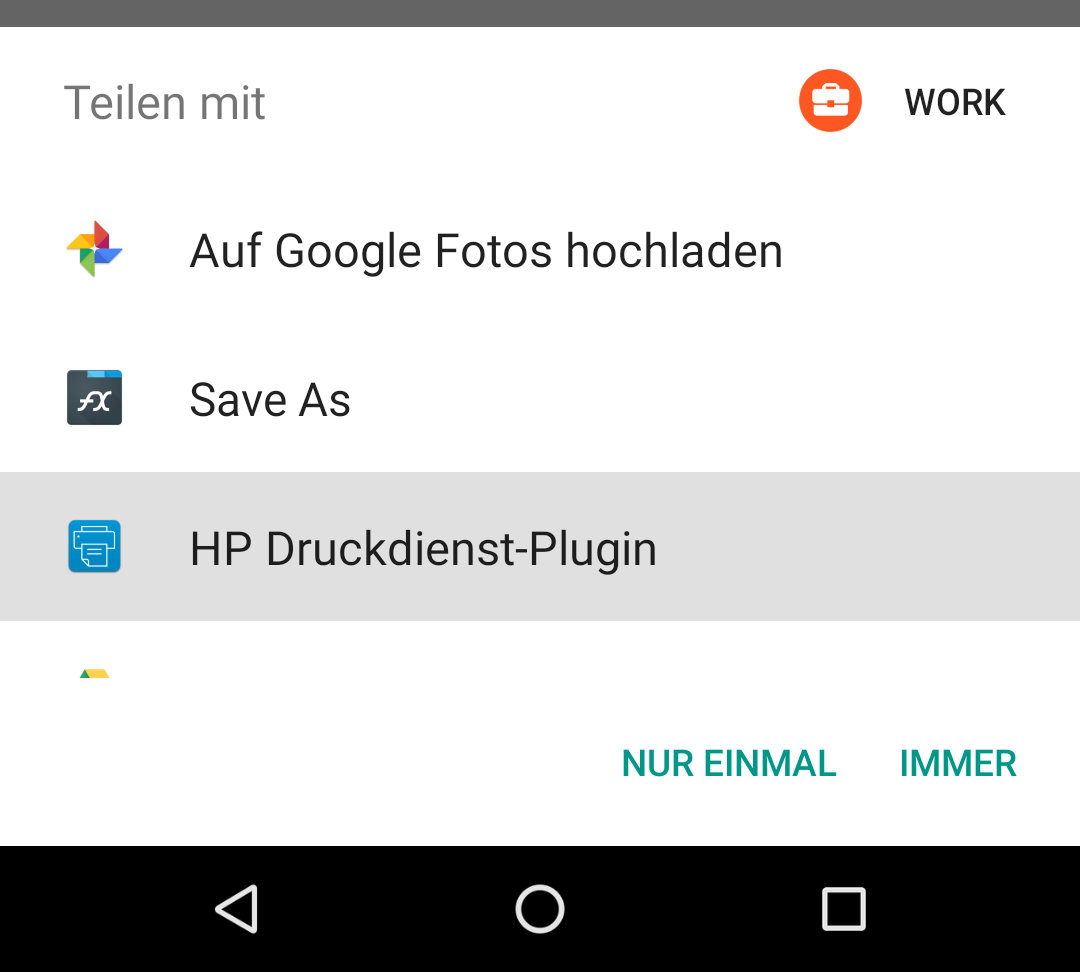 Teilen mit
WORK
Auf Google Fotos hochladen
FX
Save As
HP Druckdienst-Plugin
NUR EINMAL
IMMER